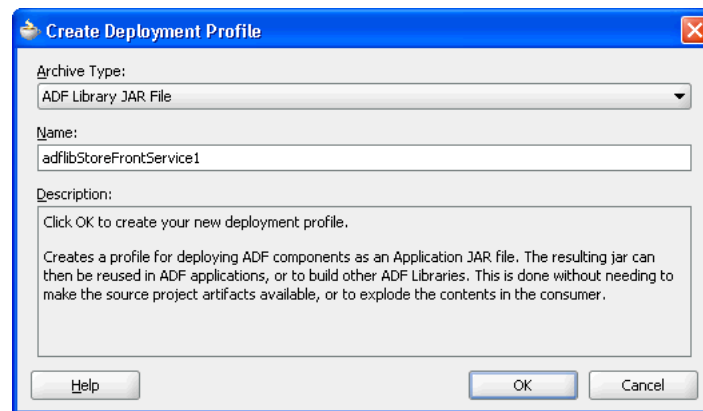 Create Deployment Profile
Archive Type:
ADF Library JAR File
Name:
adflibStoreFrontService1
Description:
Click OK to create your new deployment profile.
Creates a profile for deploying ADF components as an Application JAR file. The resulting jar can
then be reused in ADF applications, or to build other ADF Libraries. This is done without needing to
make the source project artifacts available, or to explode the contents in the consumer.
Help
OK
Cancel